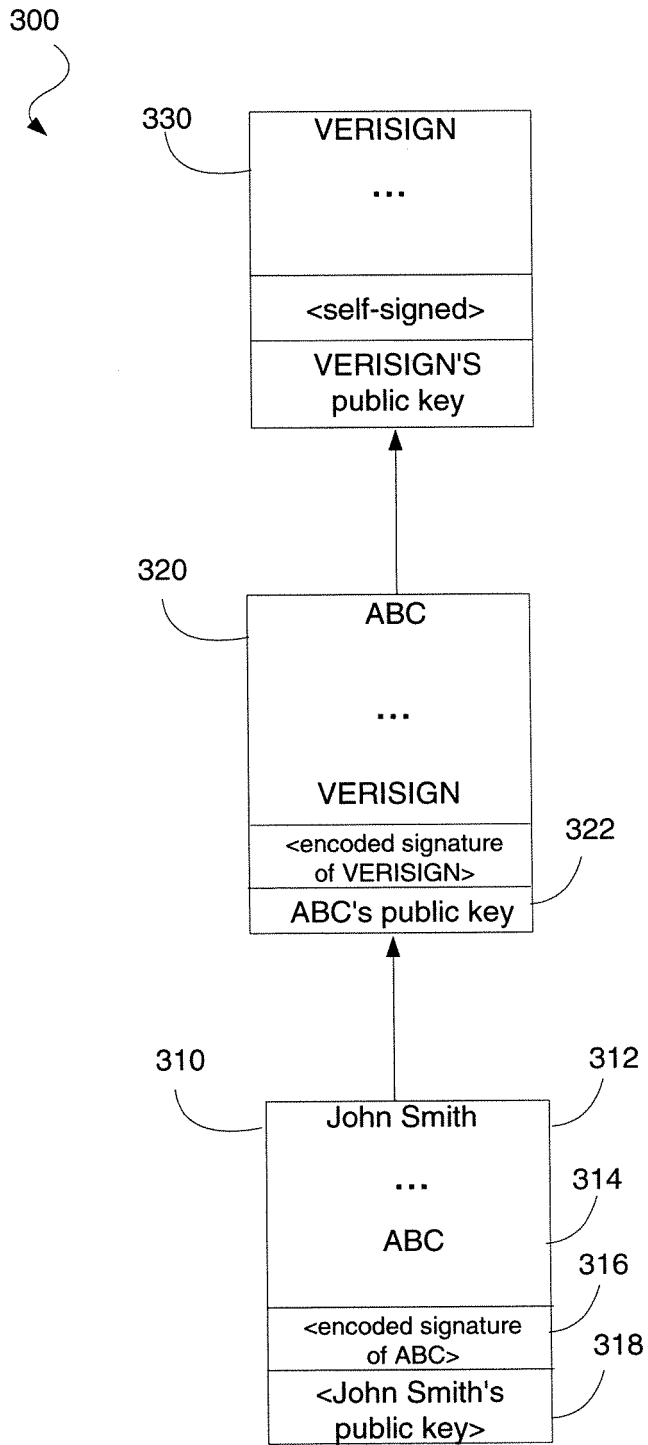 300
330
VERISIGN
...
<self-signed>
VERISIGN'S
public key
320
ABC
...
VERISIGN
322
<encoded signature
of VERISIGN>
ABC's public key
310
312
John Smith
...
314
ABC
316
<encoded signature
of ABC>
318
<John Smith's
public key>